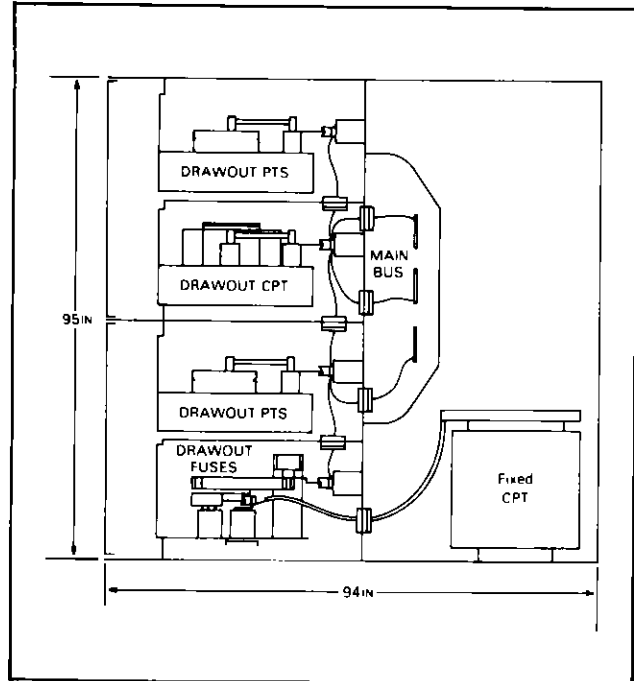 DRAWOUT PTS
DRAWOUT CPT
MAIN
BUS
95IN
DRAWOUT PTS
DRAWOUT
FUSES
Fixed
CPT
94IN